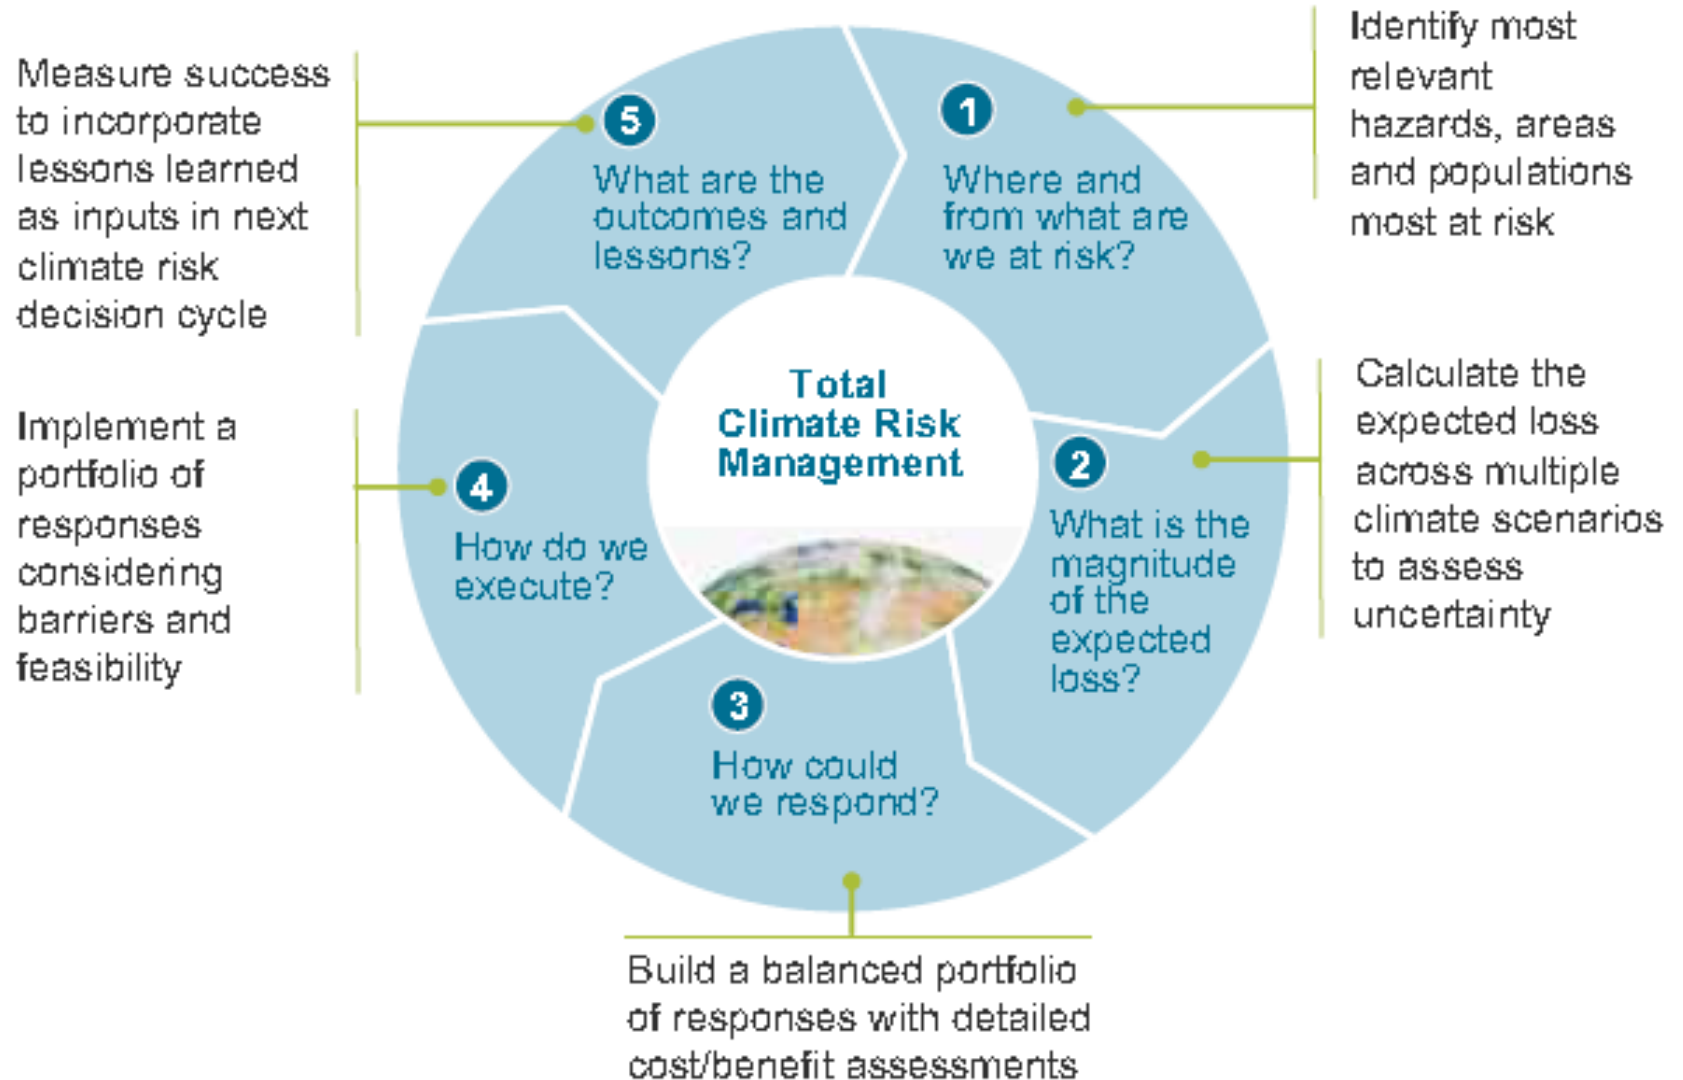 Total
Climate Risk
Management
1
Where and
from what are
we at risk?
Identify most
relevant
hazards, areas
and populations
most at risk
2
What is the
magnitude
of the
expected
loss?
Calculate the
expected loss
across multiple
climate scenarios
to assess
uncertainty
3
How could
we respond?
Build a balanced portfolio
of responses with detailed
cost/benefit assessments
4
How do we
execute?
Implement a
portfolio of
responses
considering
barriers and
feasibility
5
What are the
outcomes and
lessons?
Measure success
to incorporate
lessons learned
as inputs in next
climate risk
decision cycle